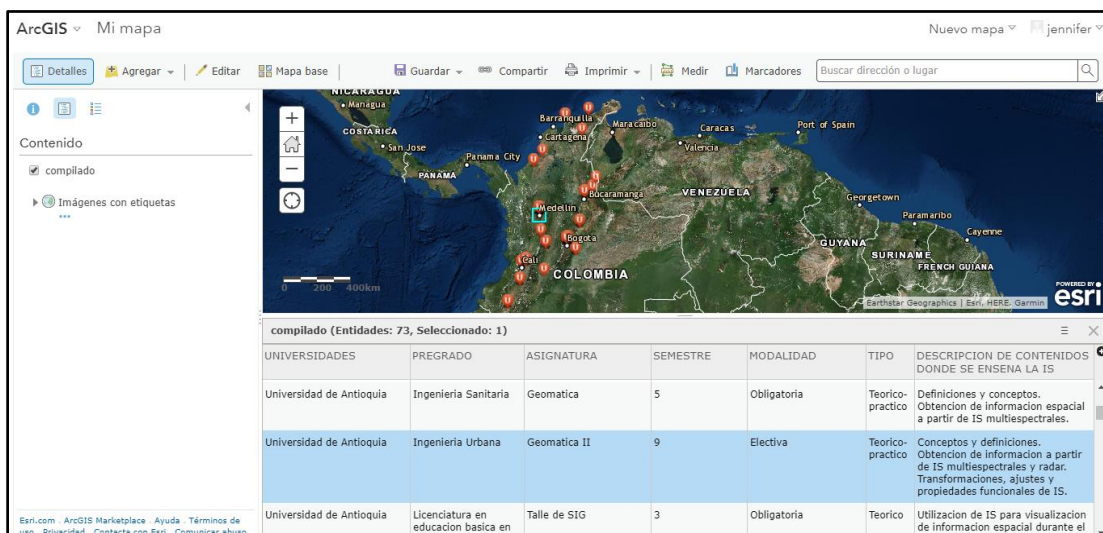 ArcGIS Mi mapa Nuevo mapa jennifer
Detalles Agregar Editar Mapa base Guardar Compartir Imprimir Medir Marcadores Buscar dirección o lugar
Contenido
compilado
Imágenes con etiquetas
NICARAGUA
Managua
COSTA RICA
San Jose
Panama City
PANAMA
Barranquilla
Cartagena
Maracaibo
Caracas
Valencia
Port of Spain
Bucaramanga
VENEZUELA
Medellin
Bogota
Cali
COLOMBIA
Georgetown
Paramaribo
Cayenne
GUYANA
SURINAME
FRENCH GUIANA
0 200 400km
POWERED BY
esri
Earthstar Geographics | Esri, HERE, Garmin
compilado (Entidades: 73, Seleccionado: 1)
UNIVERSIDADES PREGRADO ASIGNATURA SEMESTRE MODALIDAD TIPO DESCRIPCION DE CONTENIDOS
DONDE SE ENSENA LA IS
Universidad de Antioquia Ingenieria Sanitaria Geomatica 5 Obligatoria Teorico- Definiciones y conceptos.
practico Obtencion de informacion espacial
a partir de IS multiespectrales.
Universidad de Antioquia Ingenieria Urbana Geomatica II 9 Electiva Teorico- Conceptos y definiciones.
practico Obtencion de informacion a partir
de IS multiespectrales y radar.
Transformaciones, ajustes y
propiedades funcionales de IS.
Universidad de Antioquia Licenciatura en Talle de SIG 3 Obligatoria Teorico Utilizacion de IS para visualizacion
educacion basica en de informacion espacial durante el
Esri.com . ArcGIS Marketplace . Ayuda . Términos de
uso . Privacidad . Contacte con Esri . Comunicar abuso